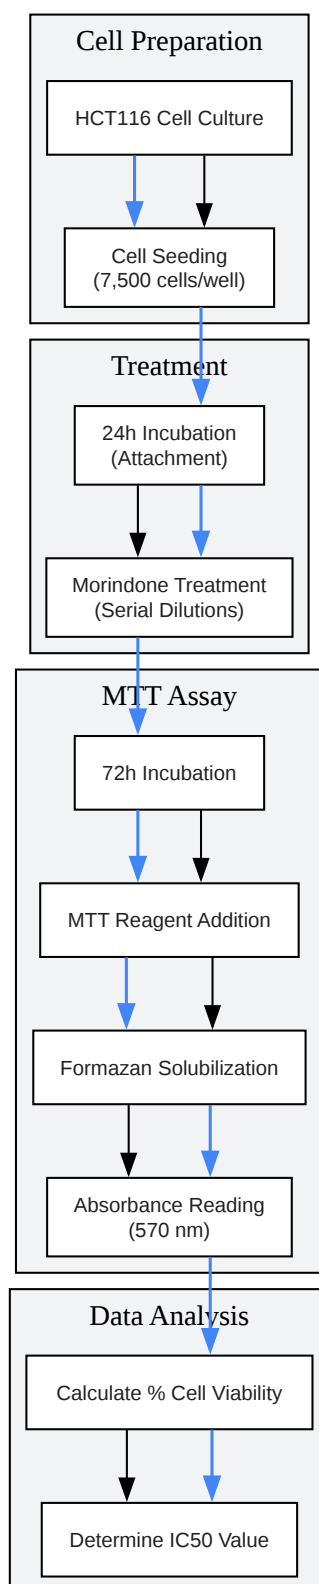 Cell Preparation
HCT116 Cell Culture
Cell Seeding
(7,500 cells/well)
Treatment
24h Incubation
(Attachment)
Morindone Treatment
(Serial Dilutions)
MTT Assay
72h Incubation
MTT Reagent Addition
Formazan Solubilization
Absorbance Reading
(570 nm)
Data Analysis
Calculate % Cell Viability
Determine IC50 Value